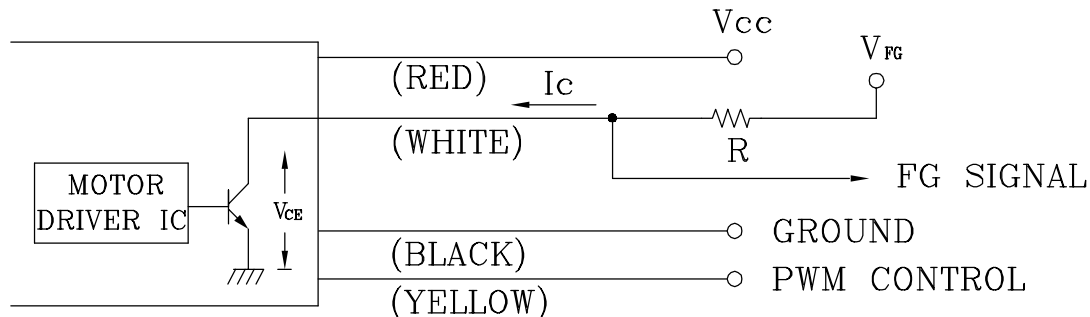 Vcc
VFG
(RED)
Ic
(WHITE)
R
MOTOR
DRIVER IC
VCE
FG SIGNAL
GROUND
(BLACK)
PWM CONTROL
(YELLOW)